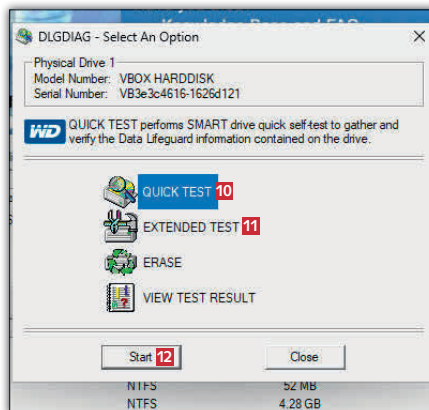 DLGDIAG - Select An Option
Physical Drive 1
Model Number: VBOX HARDDISK
Serial Number: VB3e3c4616-1626d121
WD QUICK TEST performs SMART drive quick self-test to gather and
verify the Data Lifeguard information contained on the drive.
QUICK TEST 10
EXTENDED TEST 11
ERASE
VIEW TEST RESULT
Start 12 Close
NTFS 52 MB
NTFS 4.28 GB